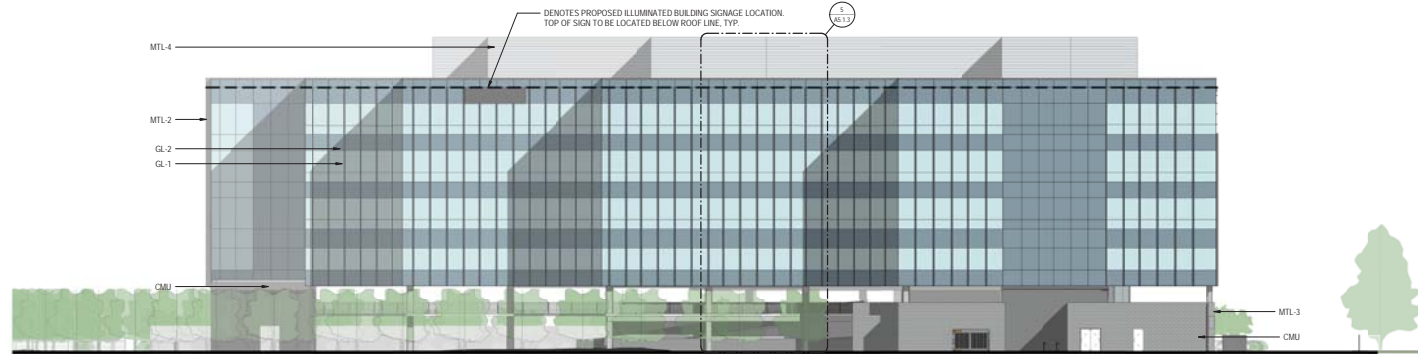 DENOTES PROPOSED ILLUMINATED BUILDING SIGNAGE LOCATION.
TOP OF SIGN TO BE LOCATED BELOW ROOF LINE, TYP.
5
A5.1.3
MTL-4
MTL-2
GL-2
GL-1
CMU
MTL-3
CMU